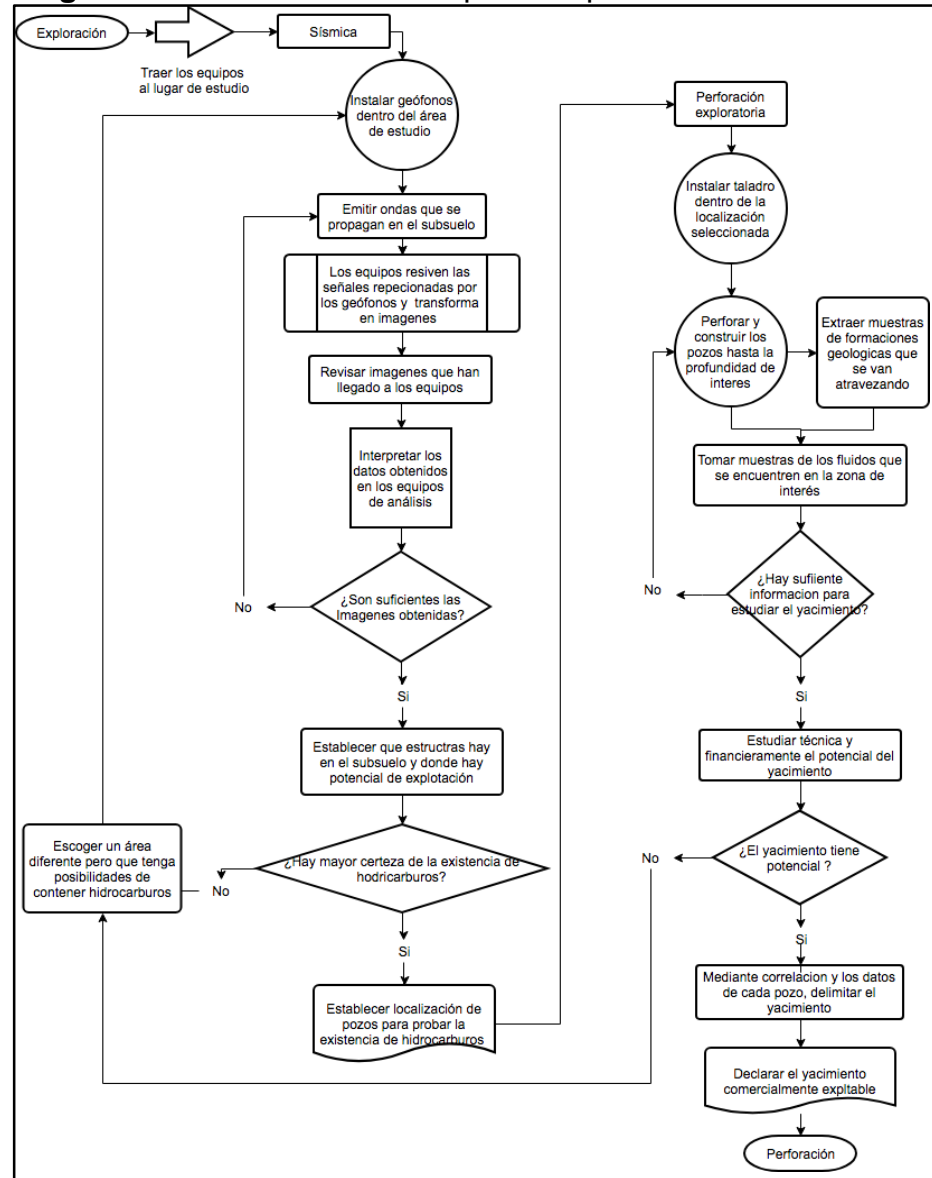 Exploración
Sísmica
Traer los equipos
al lugar de estudio
Instalar geófonos
dentro del área
de estudio
Emitir ondas que se
propagan en el subsuelo
Los equipos resiven las
señales repecionadas por
los geófonos y transforma
en imagenes
Revisar imagenes que han
llegado a los equipos
Interpretar los
datos obtenidos
en los equipos
de análisis
¿Son suficientes las
Imagenes obtenidas?
No
Si
Establecer que estructras hay
en el subsuelo y donde hay
potencial de explotación
¿Hay mayor certeza de la existencia de
hodricarburos?
No
Escoger un área
diferente pero que tenga
posibilidades de
contener hidrocarburos
Si
Establecer localización de
pozos para probar la
existencia de hidrocarburos
Perforación
exploratoria
Instalar taladro
dentro de la
localización
seleccionada
Perforar y
construir los
pozos hasta la
profundidad de
interes
Extraer muestras
de formaciones
geologicas que
se van
atravezando
Tomar muestras de los fluidos que
se encuentren en la zona de
interés
¿Hay sufiiente
informacion para
estudiar el yacimiento?
No
Si
Estudiar técnica y
financieramente el potencial del
yacimiento
¿El yacimiento tiene
potencial ?
No
Si
Mediante correlacion y los datos
de cada pozo, delimitar el
yacimiento
Declarar el yacimiento
comercialmente expltable
Perforación